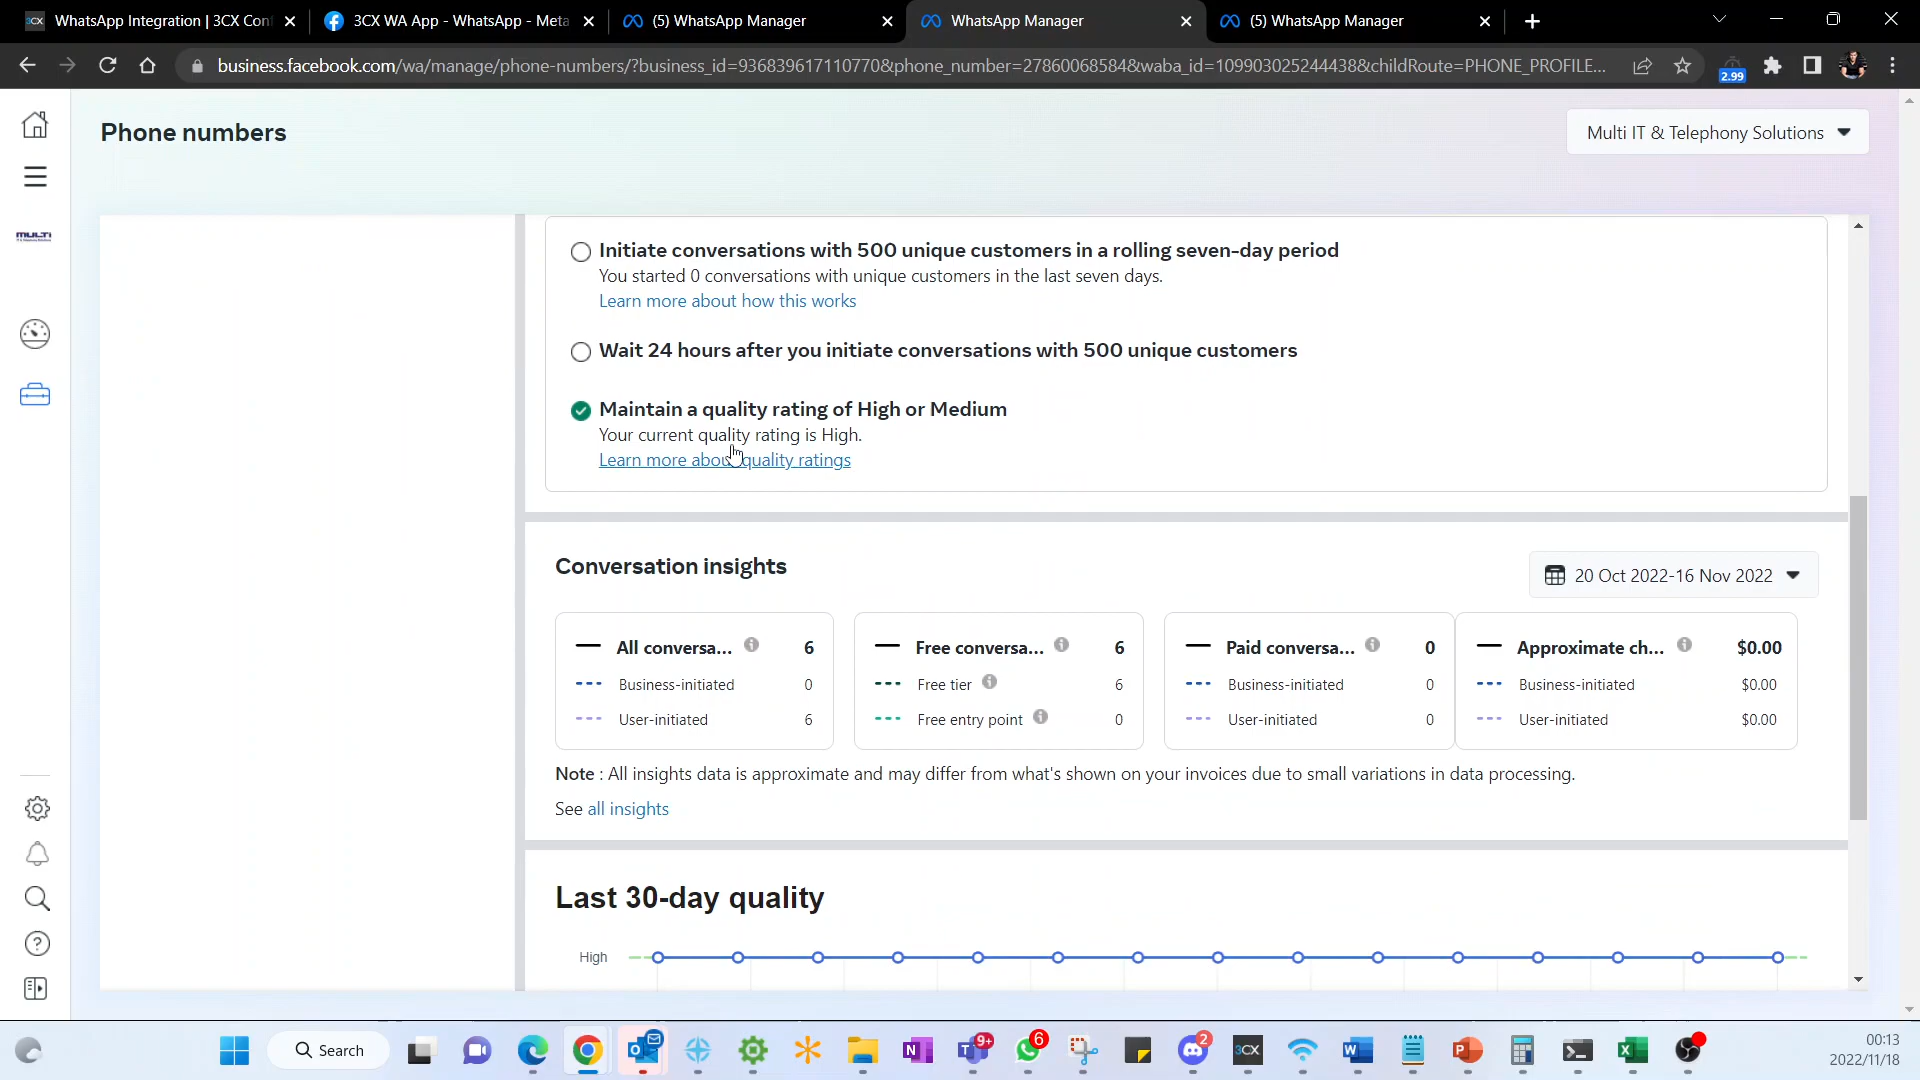 WhatsApp Integration | 3CX Con
3CX WA App - WhatsApp - Meta
(5) WhatsApp Manager
WhatsApp Manager
(5) WhatsApp Manager
business.facebook.com/wa/manage/phone-numbers/?business_id=936839617110770&phone_number=27860068584&waba_id=109903025244438&childRoute=PHONE_PROFILE...
2.99
Phone numbers
Multi IT & Telephony Solutions
MULTI
Initiate conversations with 500 unique customers in a rolling seven-day period
You started 0 conversations with unique customers in the last seven days.
Learn more about how this works
Wait 24 hours after you initiate conversations with 500 unique customers
Maintain a quality rating of High or Medium
Your current quality rating is High.
Learn more about quality ratings
Conversation insights
20 Oct 2022-16 Nov 2022
All conversa... 6
Business-initiated 0
User-initiated 6
Free conversa... 6
Free tier 6
Free entry point 0
Paid conversa... 0
Business-initiated 0
User-initiated 0
Approximate ch... $0.00
Business-initiated $0.00
User-initiated $0.00
Note : All insights data is approximate and may differ from what's shown on your invoices due to small variations in data processing.
See all insights
Last 30-day quality
High
Search
9+
6
2
3CX
00:13
2022/11/18